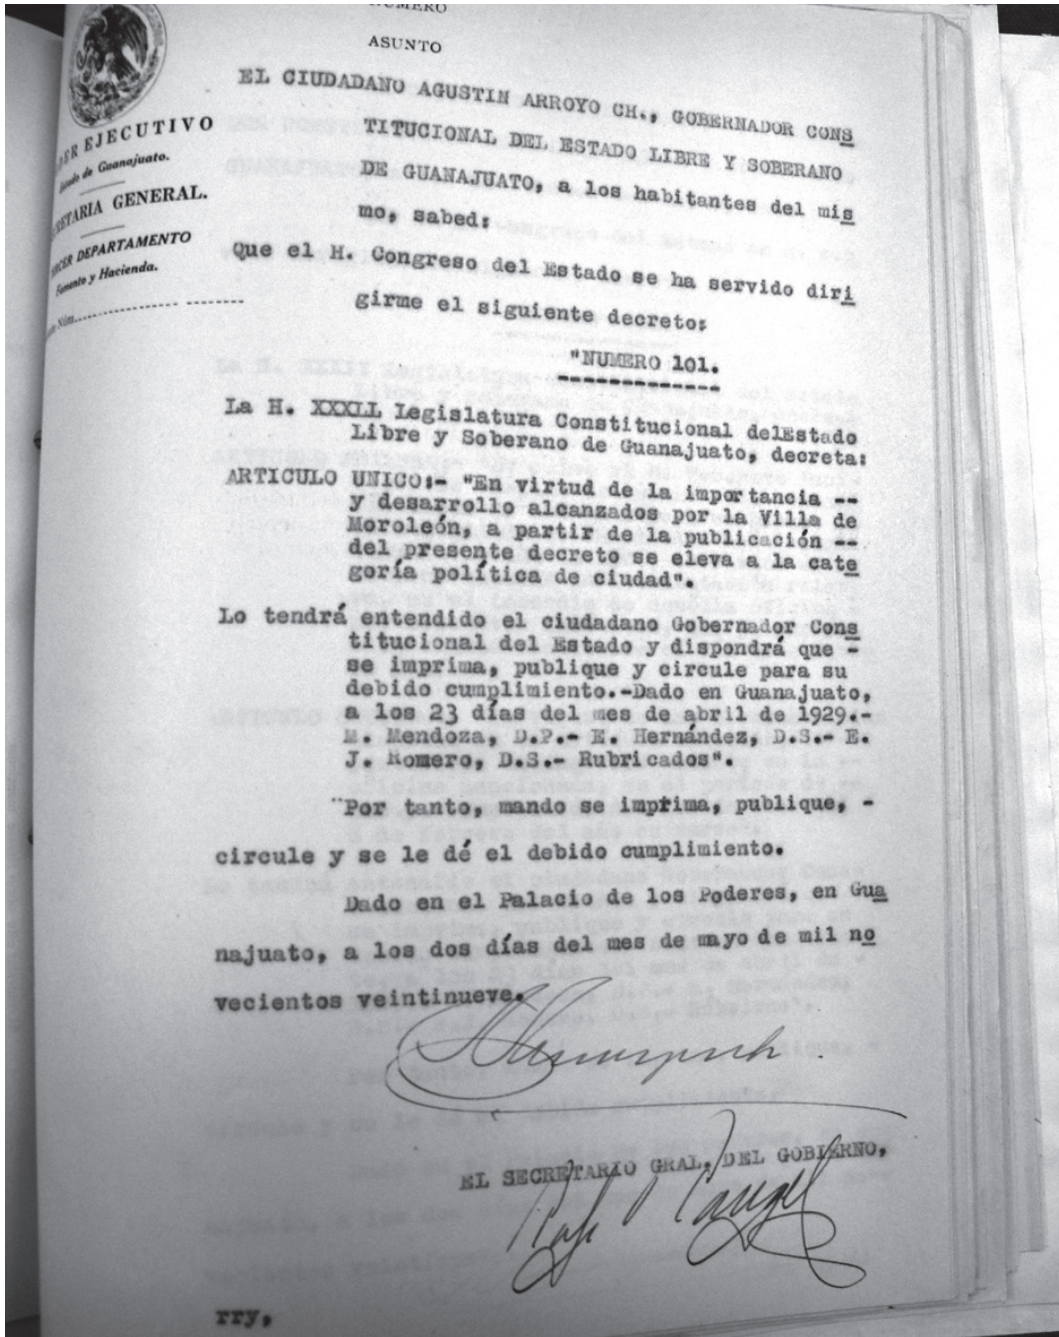 NUMERO
ASUNTO
EJECUTIVO
de Guanajuato.
GENERAL.
DEPARTAMENTO
Fomento y Hacienda.
Núm.
EL CIUDADANO AGUSTIN ARROYO CH., GOBERNADOR CONS
TITUCIONAL DEL ESTADO LIBRE Y SOBERANO
DE GUANAJUATO, a los habitantes del mis
mo, sabed:
Que el H. Congreso del Estado se ha servido diri
girme el siguiente decreto:
"NUMERO 101.
-------------
La H. XXXLL Legislatura Constitucional delEstado
Libre y Soberano de Guanajuato, decreta:
ARTICULO UNICO:- "En virtud de la importancia --
y desarrollo alcanzados por la Villa de
Moroleón, a partir de la publicación --
del presente decreto se eleva a la cate
goría política de ciudad".
Lo tendrá entendido el ciudadano Gobernador Cons
titucional del Estado y dispondrá que -
se imprima, publique y circule para su
debido cumplimiento.-Dado en Guanajuato,
a los 23 días del mes de abril de 1929.-
M. Mendoza, D.P.- E. Hernández, D.S.- E.
J. Romero, D.S.- Rubricados".
"Por tanto, mando se imprima, publique, -
circule y se le dé el debido cumplimiento.
Dado en el Palacio de los Poderes, en Gua
najuato, a los dos días del mes de mayo de mil no
vecientos veintinueve.
EL SECRETARIO GRAL. DEL GOBIERNO,
Rangel
rry,